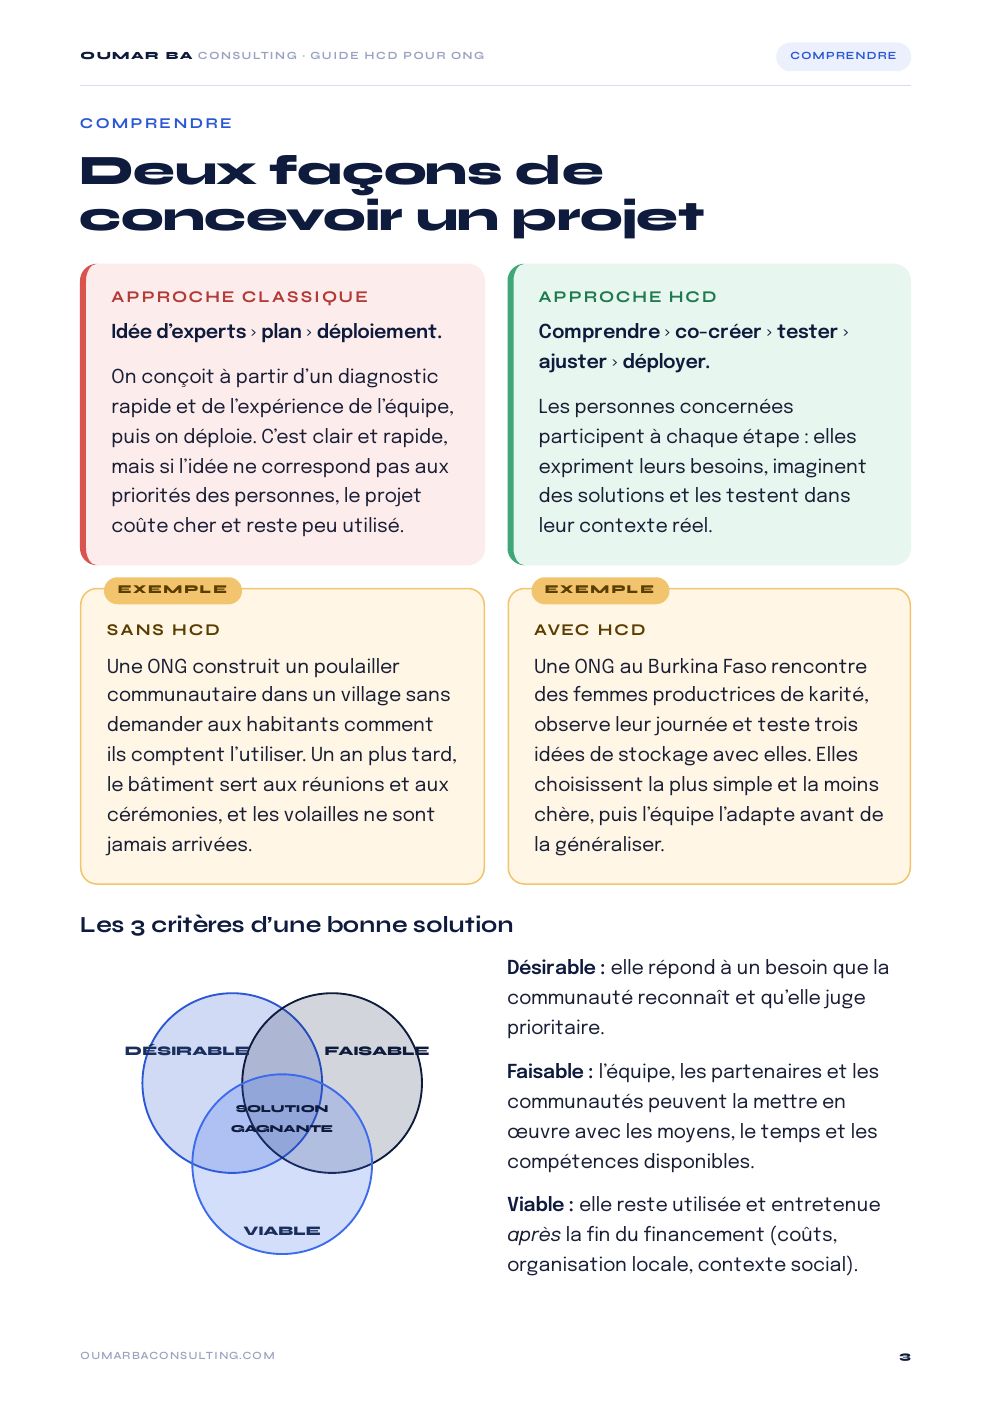 OUMAR BA CONSULTING · GUIDE HCD POUR ONG
COMPRENDRE
COMPRENDRE
Deux façons de
concevoir un projet
APPROCHE CLASSIQUE
Idée d’experts › plan › déploiement.
On conçoit à partir d’un diagnostic
rapide et de l’expérience de l’équipe,
puis on déploie. C’est clair et rapide,
mais si l’idée ne correspond pas aux
priorités des personnes, le projet
coûte cher et reste peu utilisé.
APPROCHE HCD
Comprendre › co-créer › tester ›
ajuster › déployer.
Les personnes concernées
participent à chaque étape : elles
expriment leurs besoins, imaginent
des solutions et les testent dans
leur contexte réel.
EXEMPLE
SANS HCD
Une ONG construit un poulailler
communautaire dans un village sans
demander aux habitants comment
ils comptent l’utiliser. Un an plus tard,
le bâtiment sert aux réunions et aux
cérémonies, et les volailles ne sont
jamais arrivées.
EXEMPLE
AVEC HCD
Une ONG au Burkina Faso rencontre
des femmes productrices de karité,
observe leur journée et teste trois
idées de stockage avec elles. Elles
choisissent la plus simple et la moins
chère, puis l’équipe l’adapte avant de
la généraliser.
Les 3 critères d’une bonne solution
DÉSIRABLE
FAISABLE
SOLUTION
GAGNANTE
VIABLE
Désirable : elle répond à un besoin que la
communauté reconnaît et qu’elle juge
prioritaire.
Faisable : l’équipe, les partenaires et les
communautés peuvent la mettre en
œuvre avec les moyens, le temps et les
compétences disponibles.
Viable : elle reste utilisée et entretenue
après la fin du financement (coûts,
organisation locale, contexte social).
OUMARBACONSULTING.COM
3